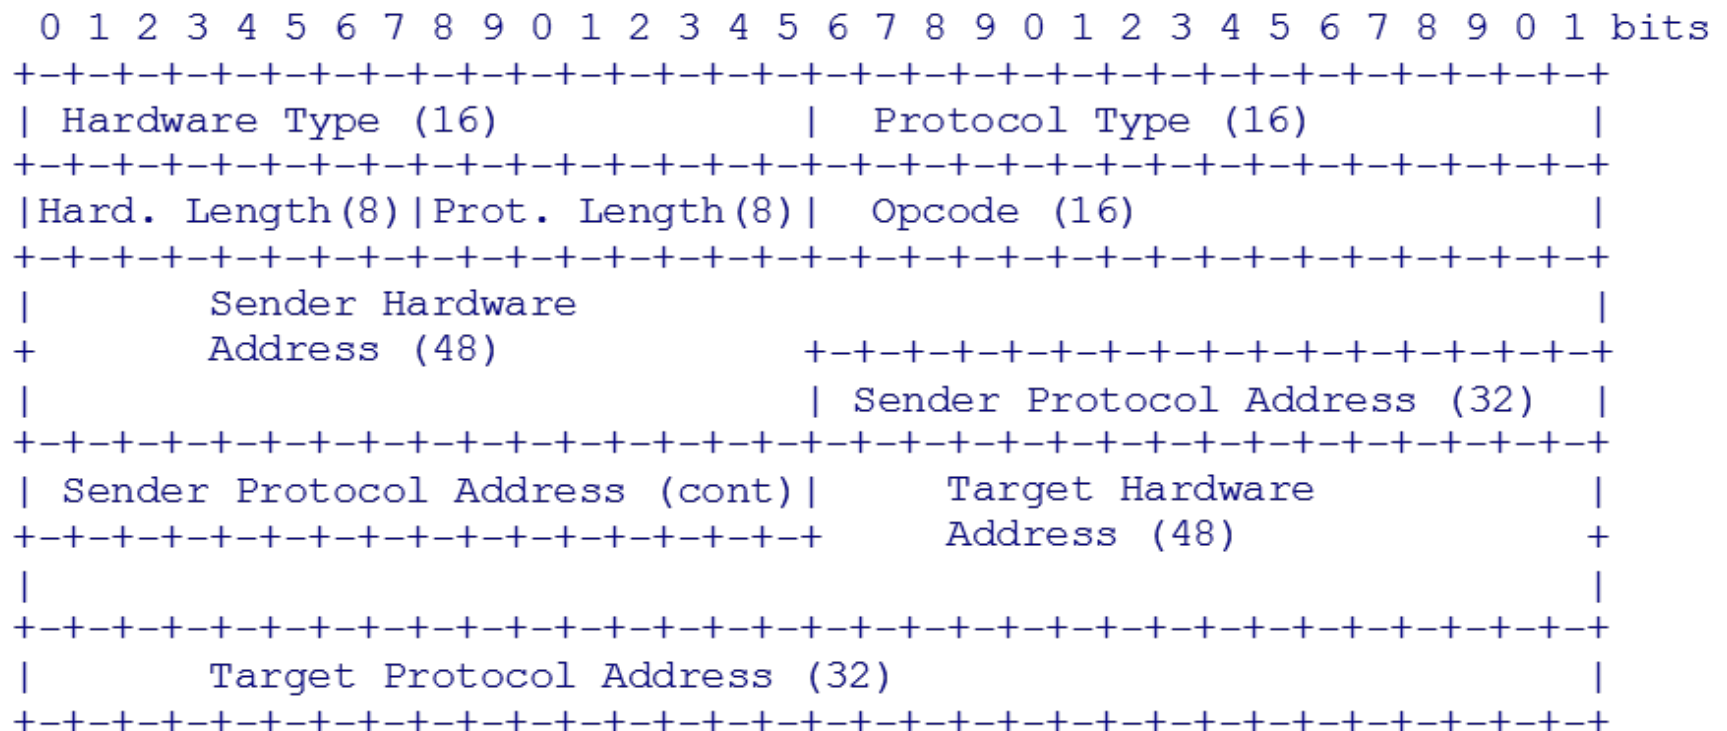 0 1 2 3 4 5 6 7 8 9 0 1 2 3 4 5 6 7 8 9 0 1 2 3 4 5 6 7 8 9 0 1 bits
+-+-+-+-+-+-+-+-+-+-+-+-+-+-+-+-+-+-+-+-+-+-+-+-+-+-+-+-+-+-+-+-+
| Hardware Type (16)            |  Protocol Type (16)           |
+-+-+-+-+-+-+-+-+-+-+-+-+-+-+-+-+-+-+-+-+-+-+-+-+-+-+-+-+-+-+-+-+
|Hard. Length(8)|Prot. Length(8)|  Opcode (16)                  |
+-+-+-+-+-+-+-+-+-+-+-+-+-+-+-+-+-+-+-+-+-+-+-+-+-+-+-+-+-+-+-+-+
|       Sender Hardware                                         |
+       Address (48)            +-+-+-+-+-+-+-+-+-+-+-+-+-+-+-+-+
|                               | Sender Protocol Address (32)  |
+-+-+-+-+-+-+-+-+-+-+-+-+-+-+-+-+-+-+-+-+-+-+-+-+-+-+-+-+-+-+-+-+
| Sender Protocol Address (cont)|     Target Hardware           |
+-+-+-+-+-+-+-+-+-+-+-+-+-+-+-+-+     Address (48)              +
|                                                               |
+-+-+-+-+-+-+-+-+-+-+-+-+-+-+-+-+-+-+-+-+-+-+-+-+-+-+-+-+-+-+-+-+
|       Target Protocol Address (32)                            |
+-+-+-+-+-+-+-+-+-+-+-+-+-+-+-+-+-+-+-+-+-+-+-+-+-+-+-+-+-+-+-+-+